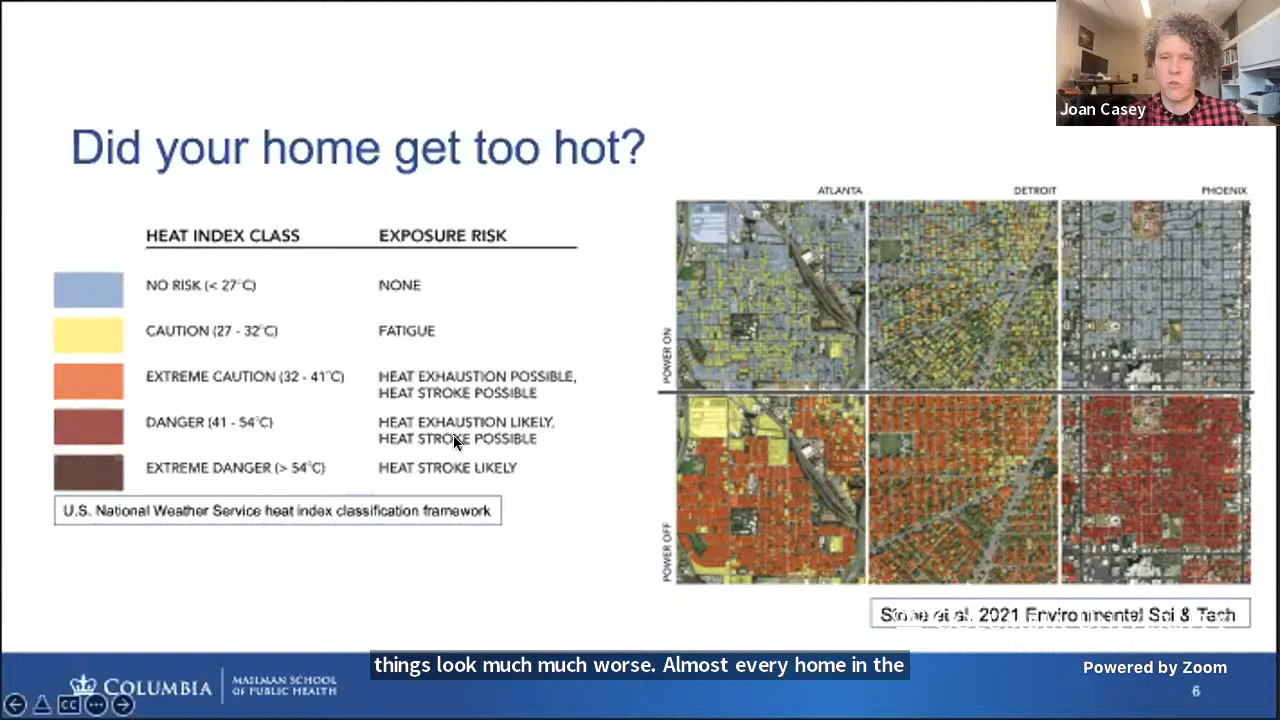 Joan Casey
Did your home get too hot?
HEAT INDEX CLASS EXPOSURE RISK
NO RISK (< 27°C) NONE
CAUTION (27 - 32°C) FATIGUE
EXTREME CAUTION (32 - 41°C) HEAT EXHAUSTION POSSIBLE,
HEAT STROKE POSSIBLE
DANGER (41 - 54°C) HEAT EXHAUSTION LIKELY,
HEAT STROKE POSSIBLE
EXTREME DANGER (> 54°C) HEAT STROKE LIKELY
U.S. National Weather Service heat index classification framework
ATLANTA DETROIT PHOENIX
POWER ON
POWER OFF
Stone et al. 2021 Environmental Sci & Tech
things look much much worse. Almost every home in the
COLUMBIA
MAILMAN SCHOOL
OF PUBLIC HEALTH
Powered by Zoom
6
CC